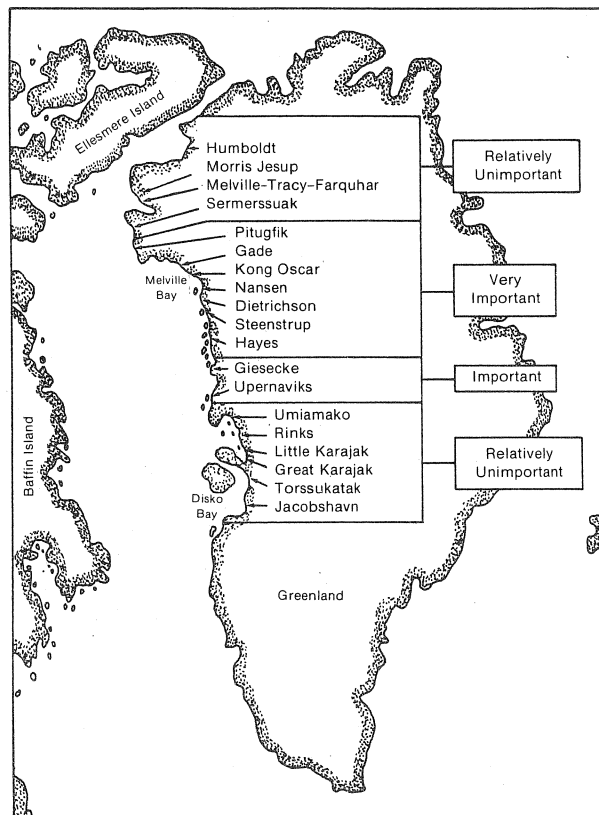 Ellesmere Island
Humboldt
Morris Jesup
Melville-Tracy-Farquhar
Sermerssuak
Relatively
Unimportant
Pitugfik
Gade
Kong Oscar
Nansen
Dietrichson
Steenstrup
Hayes
Melville
Bay
Very
Important
Giesecke
Upernaviks
Important
Umiamako
Rinks
Little Karajak
Great Karajak
Torssukatak
Jacobshavn
Relatively
Unimportant
Disko
Bay
Baffin Island
Greenland